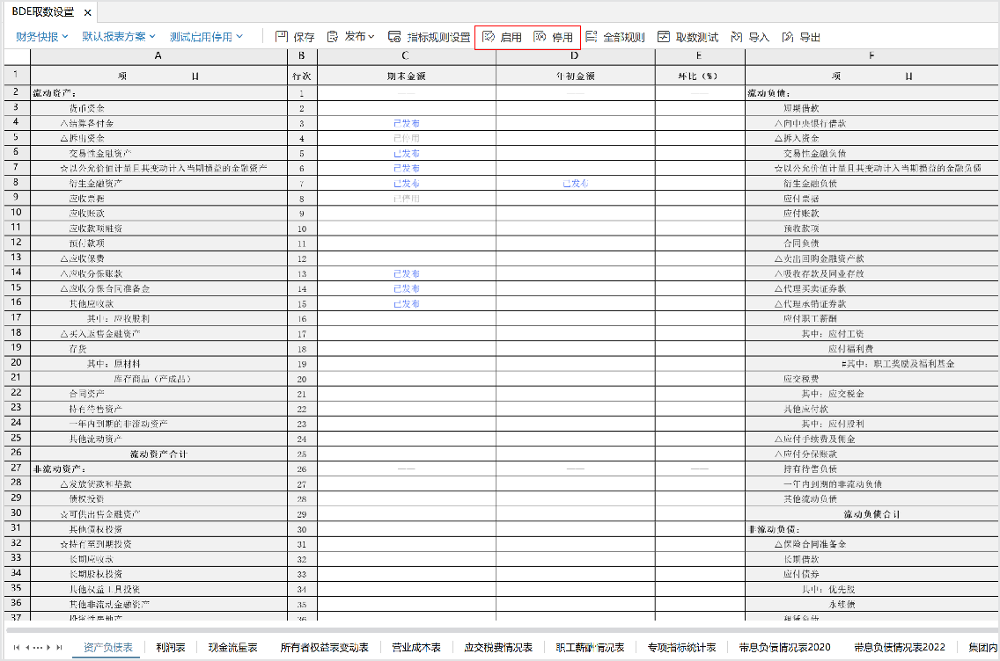 BDE取数设置 ×
财务快报 默认报表方案 测试启用停用 保存 发布 指标规则设置 启用 停用 全部规则 取数测试 导入 导出
A B C D E F
1 项 目 行次 期末金额 年初金额 环比（%） 项 目
2 流动资产： 1 —— —— —— 流动负债：
3 货币资金 2 短期借款
4 △结算备付金 3 已发布 △向中央银行借款
5 △拆出资金 4 已停用 △拆入资金
6 交易性金融资产 5 已发布 交易性金融负债
7 ☆以公允价值计量且其变动计入当期损益的金融资产 6 已发布 ☆以公允价值计量且其变动计入当期损益的金融负债
8 衍生金融资产 7 已发布 已发布 衍生金融负债
9 应收票据 8 已停用 应付票据
10 应收账款 9 应付账款
11 应收款项融资 10 预收款项
12 预付款项 11 合同负债
13 △应收保费 12 △卖出回购金融资产款
14 △应收分保账款 13 已发布 △吸收存款及同业存放
15 △应收分保合同准备金 14 已发布 △代理买卖证券款
16 其他应收款 15 已发布 △代理承销证券款
17 其中：应收股利 16 应付职工薪酬
18 △买入返售金融资产 17 其中：应付工资
19 存货 18 应付福利费
20 其中：原材料 19 #其中：职工奖励及福利基金
21 库存商品（产成品） 20 应交税费
22 合同资产 21 其中：应交税金
23 持有待售资产 22 其他应付款
24 一年内到期的非流动资产 23 其中：应付股利
25 其他流动资产 24 △应付手续费及佣金
26 流动资产合计 25 △应付分保账款
27 非流动资产： 26 —— —— —— 持有待售负债
28 △发放贷款和垫款 27 一年内到期的非流动负债
29 债权投资 28 其他流动负债
30 ☆可供出售金融资产 29 流动负债合计
31 其他债权投资 30 非流动负债：
32 ☆持有至到期投资 31 △保险合同准备金
33 长期应收款 32 长期借款
34 长期股权投资 33 应付债券
35 其他权益工具投资 34 其中：优先股
36 其他非流动金融资产 35 永续债
37 投资性房地产 36 租赁负债
资产负债表 利润表 现金流量表 所有者权益表变动表 营业成本表 应交税费情况表 职工薪酬情况表 专项指标统计表 带息负债情况表2020 带息负债情况表2022 集团内